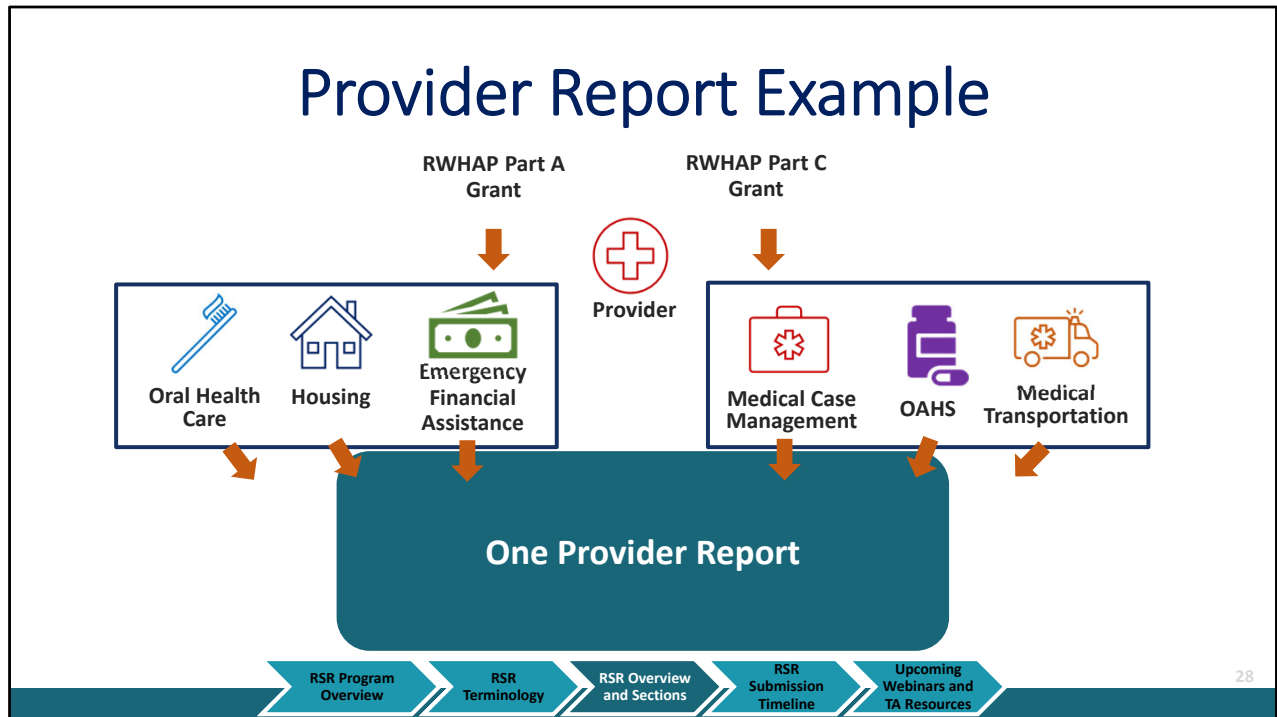 Provider Report Example
RWHAP Part A
Grant
RWHAP Part C
Grant
Provider
Oral Health
Care
Housing
Emergency
Financial
Assistance
Medical Case
Management
OAHS
Medical
Transportation
One Provider Report
RSR Program
Overview
RSR
Terminology
RSR Overview
and Sections
RSR
Submission
Timeline
Upcoming
Webinars and
TA Resources
28